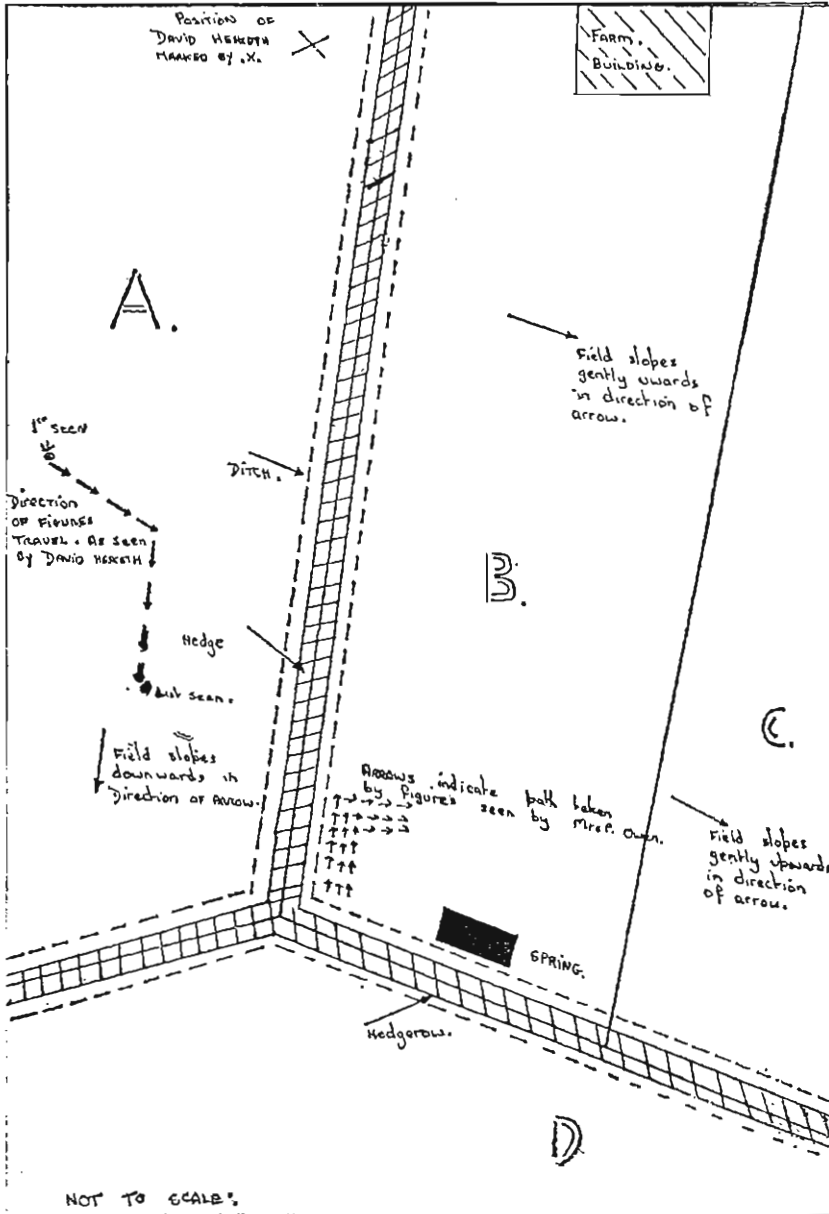 POSITION OF
DAVID HESKETH
MARKED BY .X.
FARM.
BUILDING.
A.
Field slopes
gently uwards
in direction of
arrow.
1st seen
DITCH.
DIRECTION
OF FIGURES
TRAVEL. AS seen
By DAVID HESKETH
B.
Hedge
Last seen.
C.
Field slopes
downwards in
Direction OF ARROW.
ARROWS indicate path taken
by figures seen by Mrs P. Owen.
Field slopes
gently upwards
in direction
of arrow.
SPRING.
Hedgerow.
D
NOT TO SCALE.